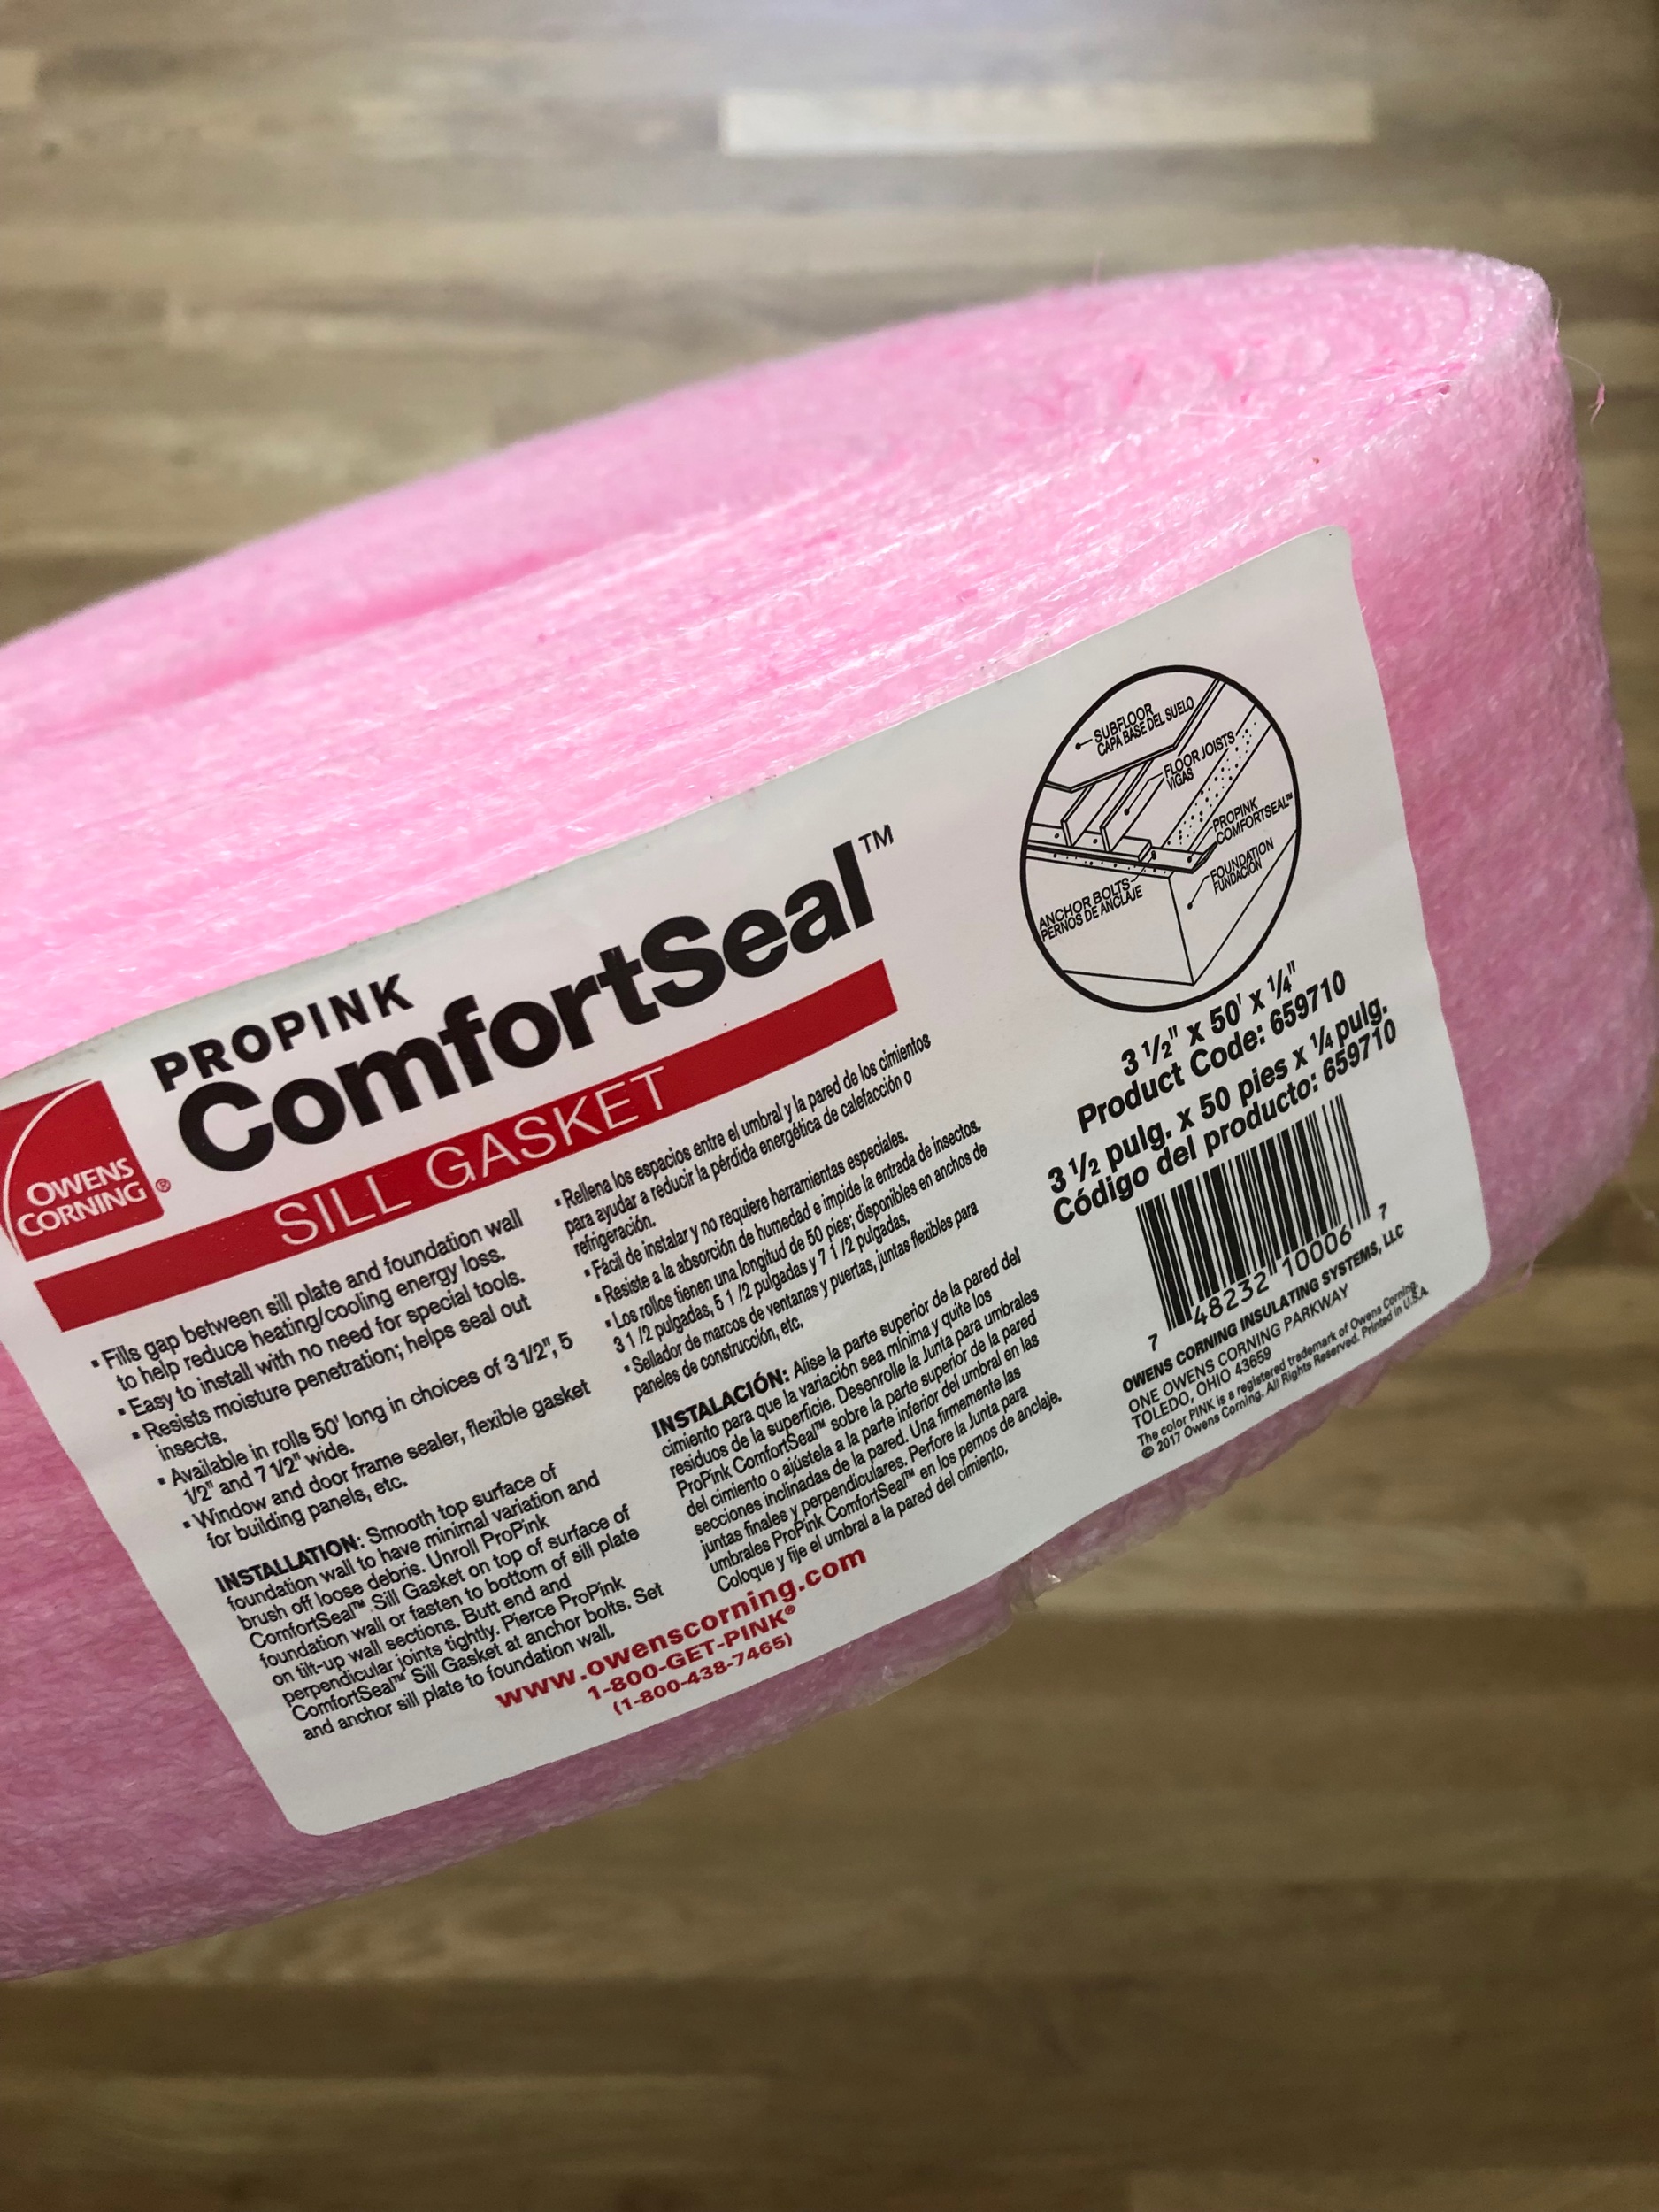 OWENS
CORNING®
PROPINK
ComfortSeal™
SILL GASKET
▪ Fills gap between sill plate and foundation wall
to help reduce heating/cooling energy loss.
▪ Easy to install with no need for special tools.
▪ Resists moisture penetration; helps seal out
insects.
▪ Available in rolls 50' long in choices of 3 1/2", 5
1/2" and 7 1/2" wide.
▪ Window and door frame sealer, flexible gasket
for building panels, etc.
INSTALLATION: Smooth top surface of
foundation wall to have minimal variation and
brush off loose debris. Unroll ProPink
ComfortSeal™ Sill Gasket on top of surface of
foundation wall or fasten to bottom of sill plate
on tilt-up wall sections. Butt end and
perpendicular joints tightly. Pierce ProPink
ComfortSeal™ Sill Gasket at anchor bolts. Set
and anchor sill plate to foundation wall.
▪ Rellena los espacios entre el umbral y la pared de los cimientos
para ayudar a reducir la pérdida energética de calefacción o
refrigeración.
▪ Fácil de instalar y no requiere herramientas especiales.
▪ Resiste a la absorción de humedad e impide la entrada de insectos.
▪ Los rollos tienen una longitud de 50 pies; disponibles en anchos de
3 1 /2 pulgadas, 5 1 /2 pulgadas y 7 1 /2 pulgadas.
▪ Sellador de marcos de ventanas y puertas, juntas flexibles para
paneles de construcción, etc.
INSTALACIÓN: Alise la parte superior de la pared del
cimiento para que la variación sea mínima y quite los
residuos de la superficie. Desenrolle la Junta para umbrales
ProPink ComfortSeal™ sobre la parte superior de la pared
del cimiento o ajústela a la parte inferior del umbral en las
secciones inclinadas de la pared. Una firmemente las
juntas finales y perpendiculares. Perfore la Junta para
umbrales ProPink ComfortSeal™ en los pernos de anclaje.
Coloque y fije el umbral a la pared del cimiento.
www.owenscorning.com
1-800-GET-PINK®
(1-800-438-7465)
SUBFLOOR
CAPA BASE DEL SUELO
FLOOR JOISTS
VIGAS
PROPINK
COMFORTSEAL™
FOUNDATION
FUNDACIÓN
ANCHOR BOLTS
PERNOS DE ANCLAJE
3 1/2" x 50' x 1/4"
Product Code: 659710
3 1/2 pulg. x 50 pies x 1/4 pulg.
Código del producto: 659710
7 48232 10006 7
OWENS CORNING INSULATING SYSTEMS, LLC
ONE OWENS CORNING PARKWAY
TOLEDO, OHIO 43659
The color PINK is a registered trademark of Owens Corning.
© 2017 Owens Corning. All Rights Reserved. Printed in U.S.A.